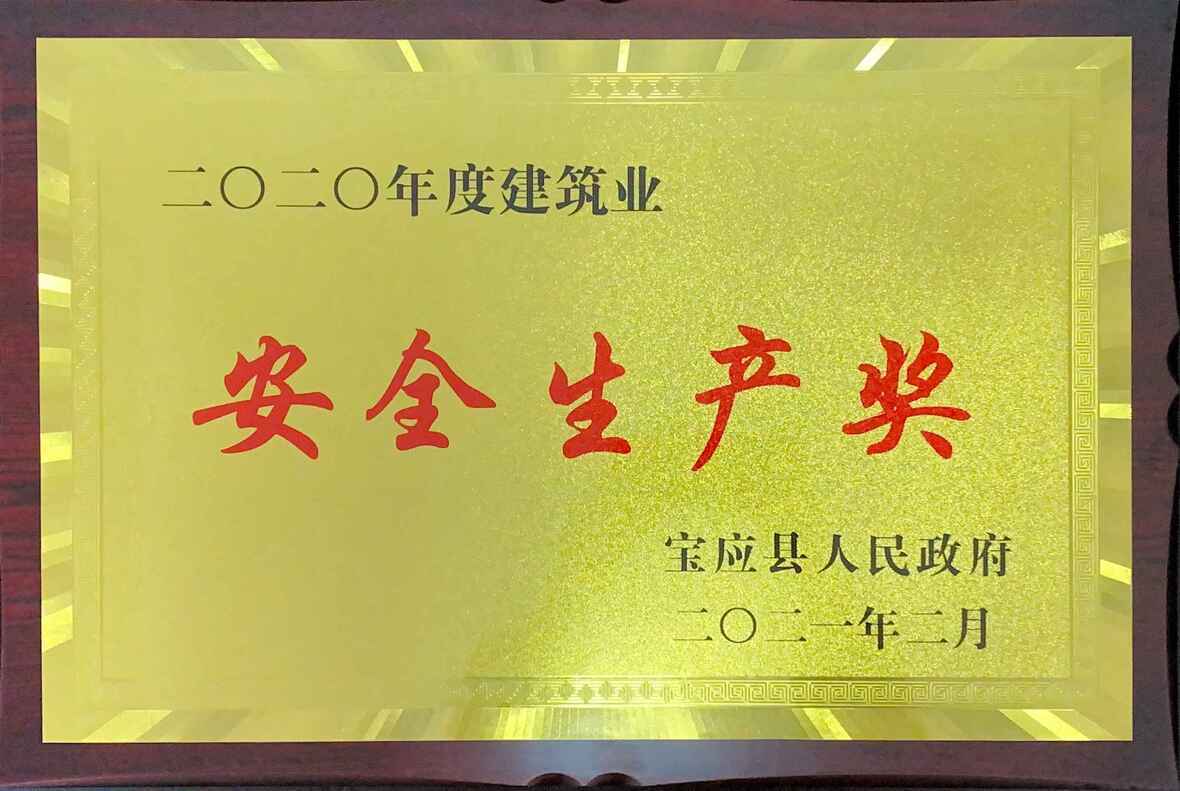 二〇二〇年度建筑业
安全生产奖
宝应县人民政府
二〇二一年二月